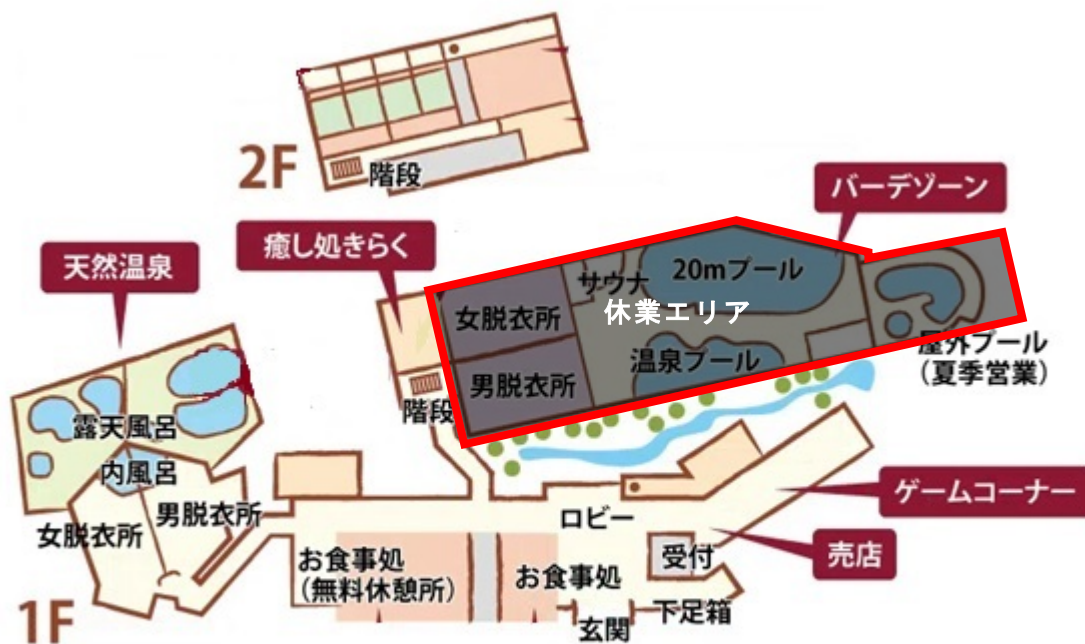 2F
階段
バーデゾーン
癒し処きらく
天然温泉
サウナ
20mプール
休業エリア
女脱衣所
温泉プール
男脱衣所
屋外プール
（夏季営業）
階段
露天風呂
内風呂
女脱衣所
男脱衣所
ロビー
ゲームコーナー
売店
受付
お食事処
（無料休憩所）
お食事処
下足箱
玄関
1F